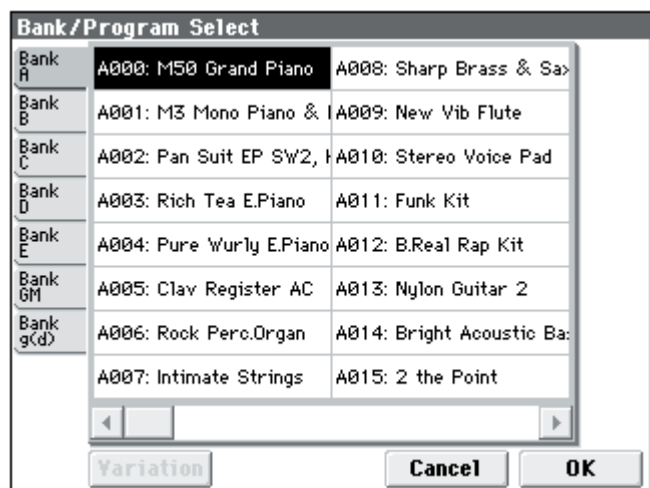 Bank/Program Select
Bank
A
Bank
B
Bank
C
Bank
D
Bank
E
Bank
GM
Bank
g(d)
A000: M50 Grand Piano
A001: M3 Mono Piano &
A002: Pan Suit EP SW2,
A003: Rich Tea E.Piano
A004: Pure Wurly E.Piano
A005: Clav Register AC
A006: Rock Perc.Organ
A007: Intimate Strings
A008: Sharp Brass & Sax
A009: New Vib Flute
A010: Stereo Voice Pad
A011: Funk Kit
A012: B.Real Rap Kit
A013: Nylon Guitar 2
A014: Bright Acoustic
A015: 2 the Point
Variation
Cancel
OK